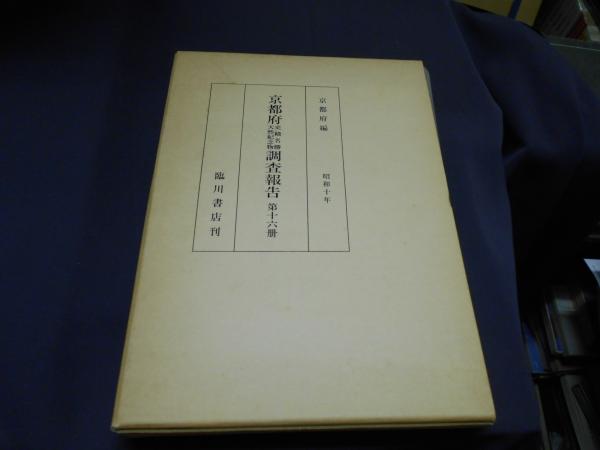 京都府編　昭和十年
京都府史蹟名勝天然紀念物調査報告 第十六册
臨川書店刊